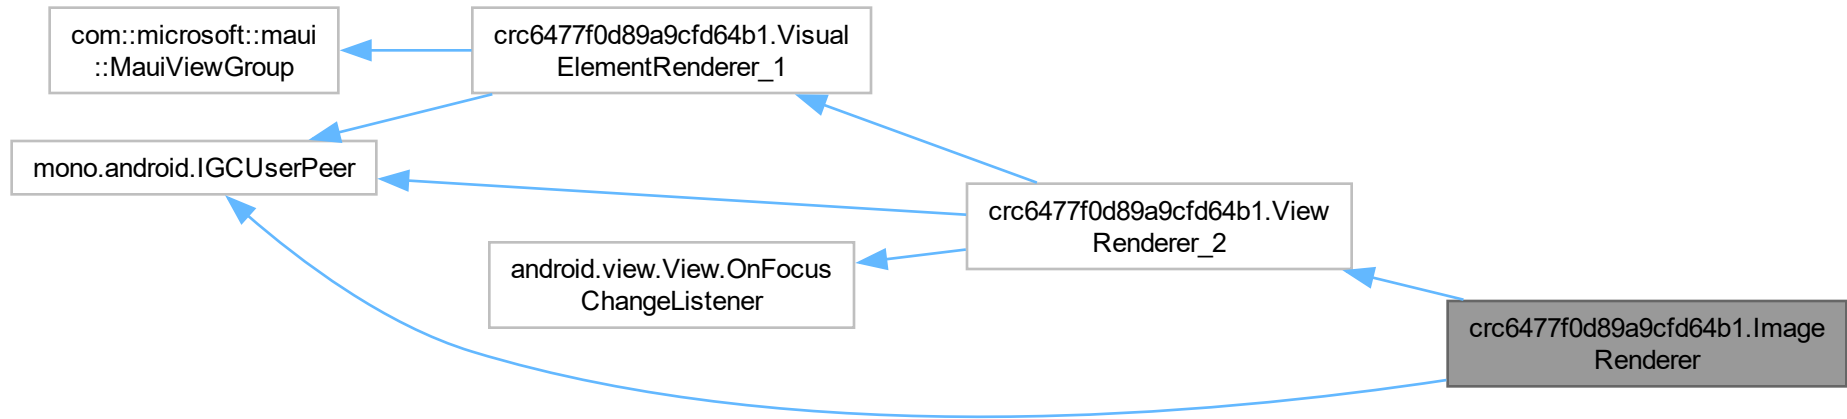 com::microsoft::maui
::MauiViewGroup
crc6477f0d89a9cfd64b1.Visual
ElementRenderer_1
mono.android.IGCUserPeer
crc6477f0d89a9cfd64b1.View
Renderer_2
android.view.View.OnFocus
ChangeListener
crc6477f0d89a9cfd64b1.Image
Renderer